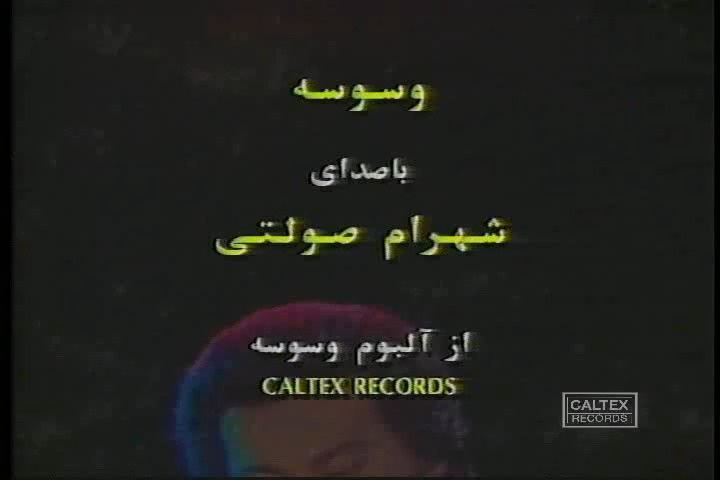 وسوسه
باصدای
شهرام صولتی
از آلبوم وسوسه
CALTEX RECORDS
CALTEX
RECORDS